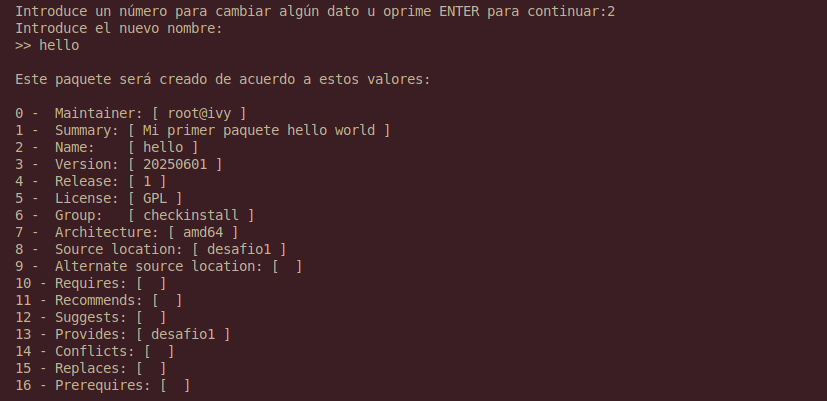 Introduce un número para cambiar algún dato u oprime ENTER para continuar:2
Introduce el nuevo nombre:
>> hello

Este paquete será creado de acuerdo a estos valores:

0 -  Maintainer: [ root@ivy ]
1 -  Summary: [ Mi primer paquete hello world ]
2 -  Name:    [ hello ]
3 -  Version: [ 20250601 ]
4 -  Release: [ 1 ]
5 -  License: [ GPL ]
6 -  Group:   [ checkinstall ]
7 -  Architecture: [ amd64 ]
8 -  Source location: [ desafio1 ]
9 -  Alternate source location: [  ]
10 - Requires: [  ]
11 - Recommends: [  ]
12 - Suggests: [  ]
13 - Provides: [ desafio1 ]
14 - Conflicts: [  ]
15 - Replaces: [  ]
16 - Prerequires: [  ]